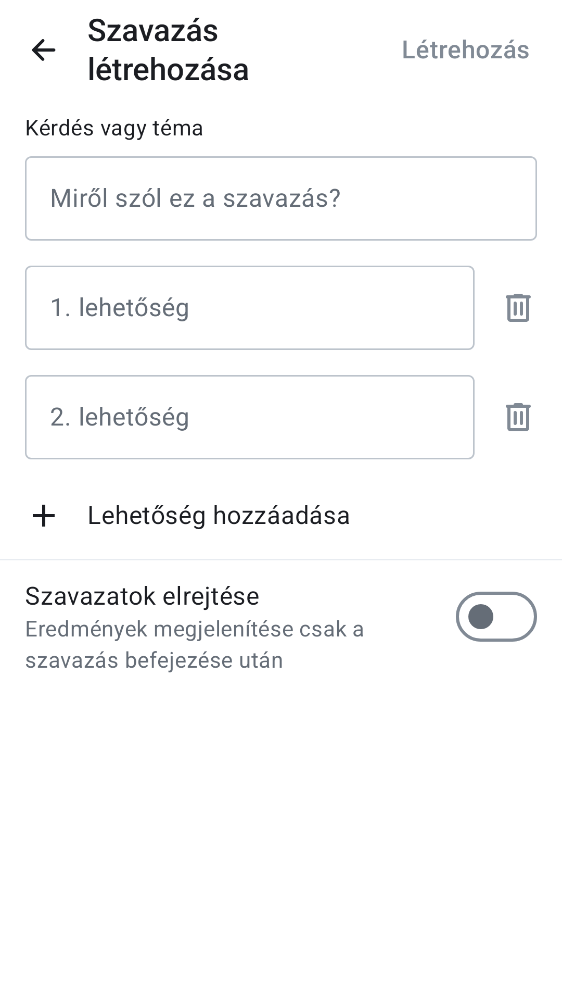 Szavazás
létrehozása
Létrehozás
Kérdés vagy téma
Miről szól ez a szavazás?
1. lehetőség
2. lehetőség
Lehetőség hozzáadása
Szavazatok elrejtése
Eredmények megjelenítése csak a
szavazás befejezése után